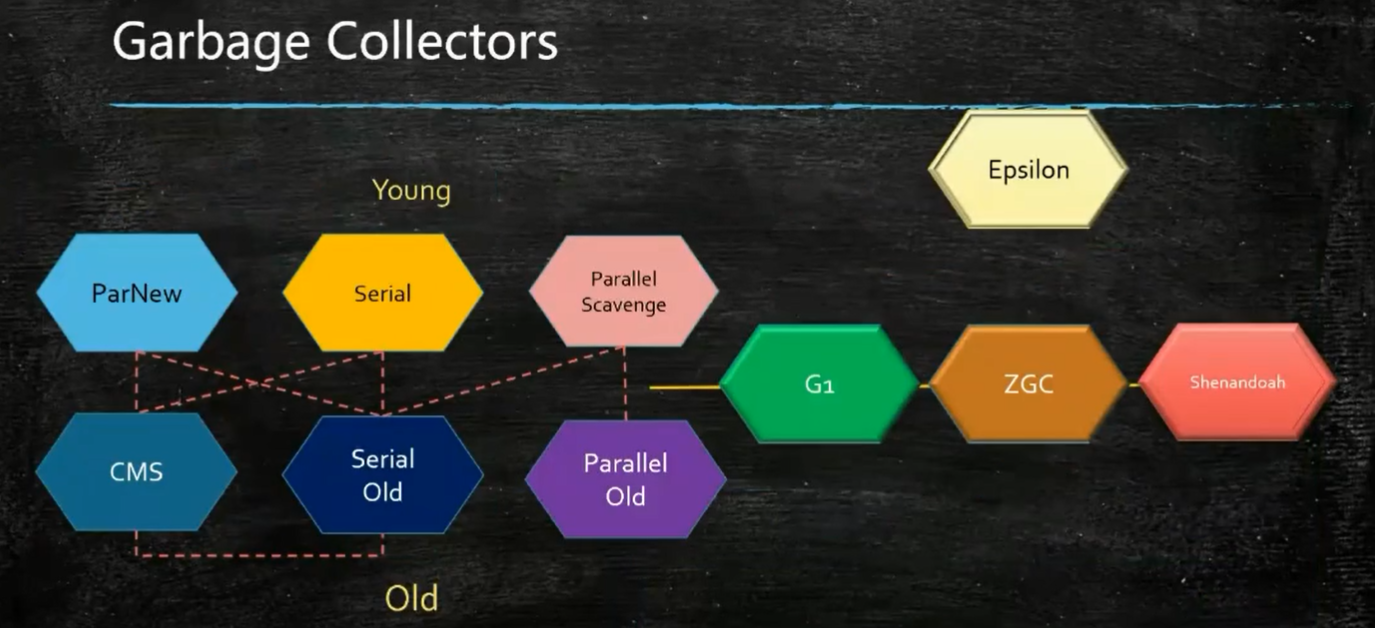 Garbage Collectors
Epsilon
Young
ParNew
Serial
Parallel
Scavenge
G1
ZGC
Shenandoah
CMS
Serial
Old
Parallel
Old
Old